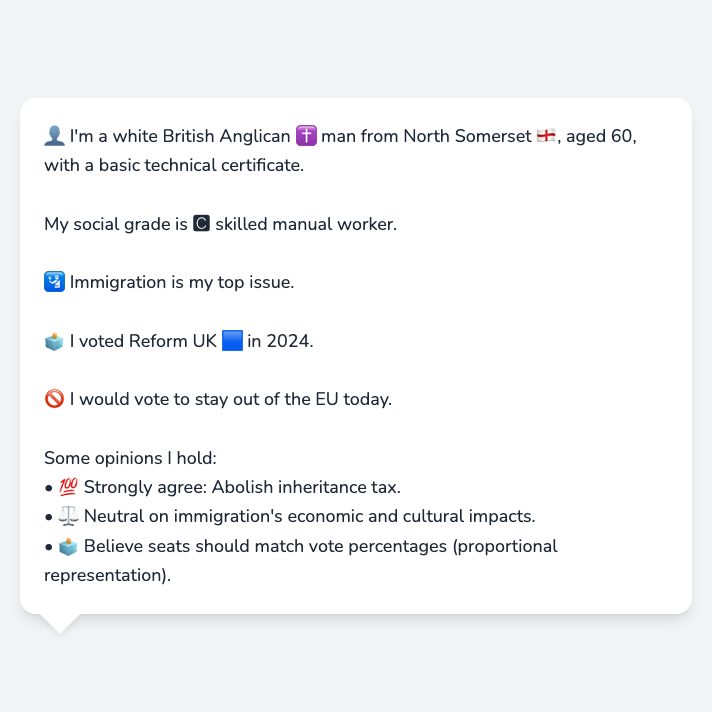 👤 I'm a white British Anglican ✝️ man from North Somerset 🏴󠁧󠁢󠁥󠁮󠁧󠁿, aged 60,
with a basic technical certificate.
My social grade is 🅲 skilled manual worker.
🛂 Immigration is my top issue.
🗳️ I voted Reform UK 🟦 in 2024.
🚫 I would vote to stay out of the EU today.
Some opinions I hold:
• 💯 Strongly agree: Abolish inheritance tax.
• ⚖️ Neutral on immigration's economic and cultural impacts.
• 🗳️ Believe seats should match vote percentages (proportional
representation).